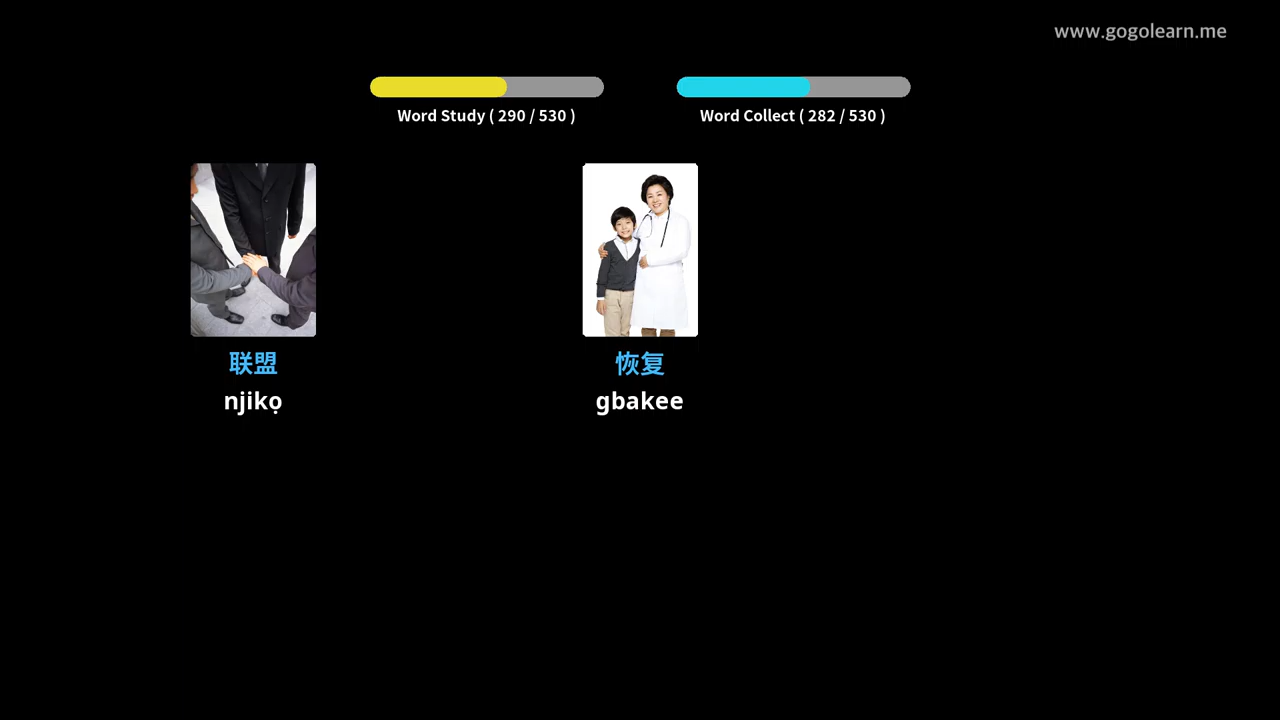 www.gogolearn.me
Word Study ( 290 / 530 )
Word Collect ( 282 / 530 )
联盟
恢复
njikọ
gbakee